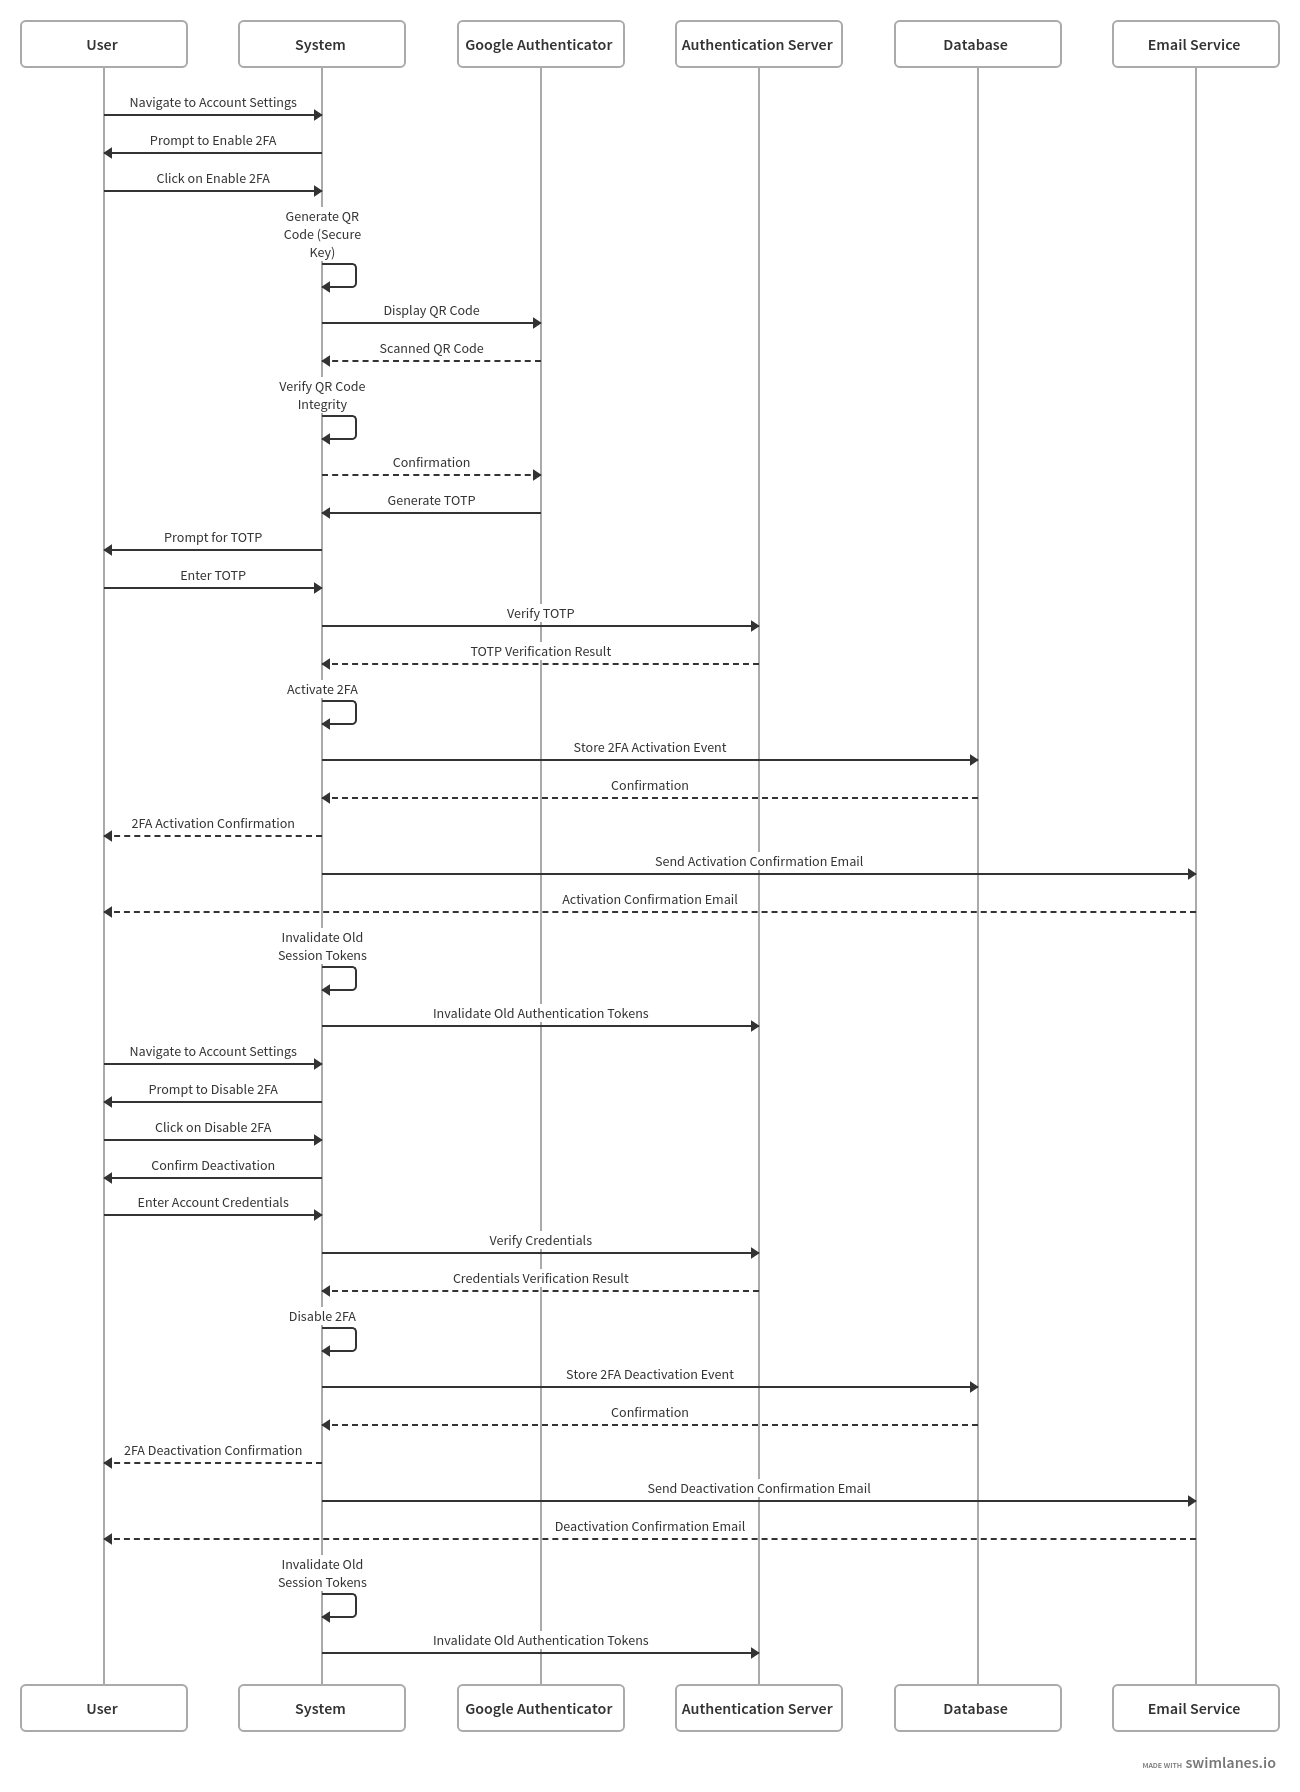 User
System
Google Authenticator
Authentication Server
Database
Email Service
Navigate to Account Settings
Prompt to Enable 2FA
Click on Enable 2FA
Generate QR
Code (Secure
Key)
Display QR Code
Scanned QR Code
Verify QR Code
Integrity
Confirmation
Generate TOTP
Prompt for TOTP
Enter TOTP
Verify TOTP
TOTP Verification Result
Activate 2FA
Store 2FA Activation Event
Confirmation
2FA Activation Confirmation
Send Activation Confirmation Email
Activation Confirmation Email
Invalidate Old
Session Tokens
Invalidate Old Authentication Tokens
Navigate to Account Settings
Prompt to Disable 2FA
Click on Disable 2FA
Confirm Deactivation
Enter Account Credentials
Verify Credentials
Credentials Verification Result
Disable 2FA
Store 2FA Deactivation Event
Confirmation
2FA Deactivation Confirmation
Send Deactivation Confirmation Email
Deactivation Confirmation Email
Invalidate Old
Session Tokens
Invalidate Old Authentication Tokens
User
System
Google Authenticator
Authentication Server
Database
Email Service
MADE WITH swimlanes.io